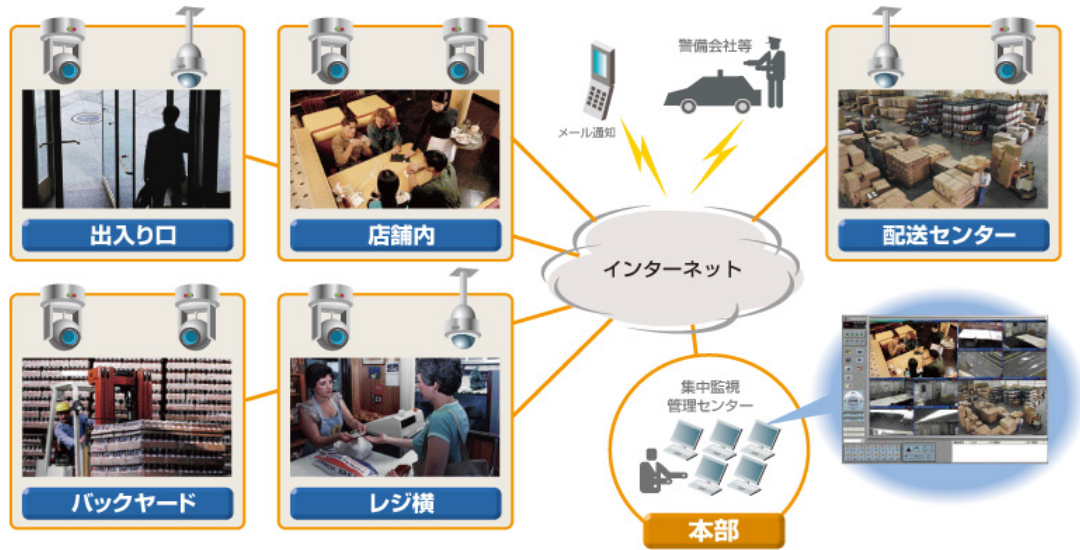 メール通知
警備会社等
出入り口
店舗内
配送センター
インターネット
バックヤード
レジ横
集中監視
管理センター
本部